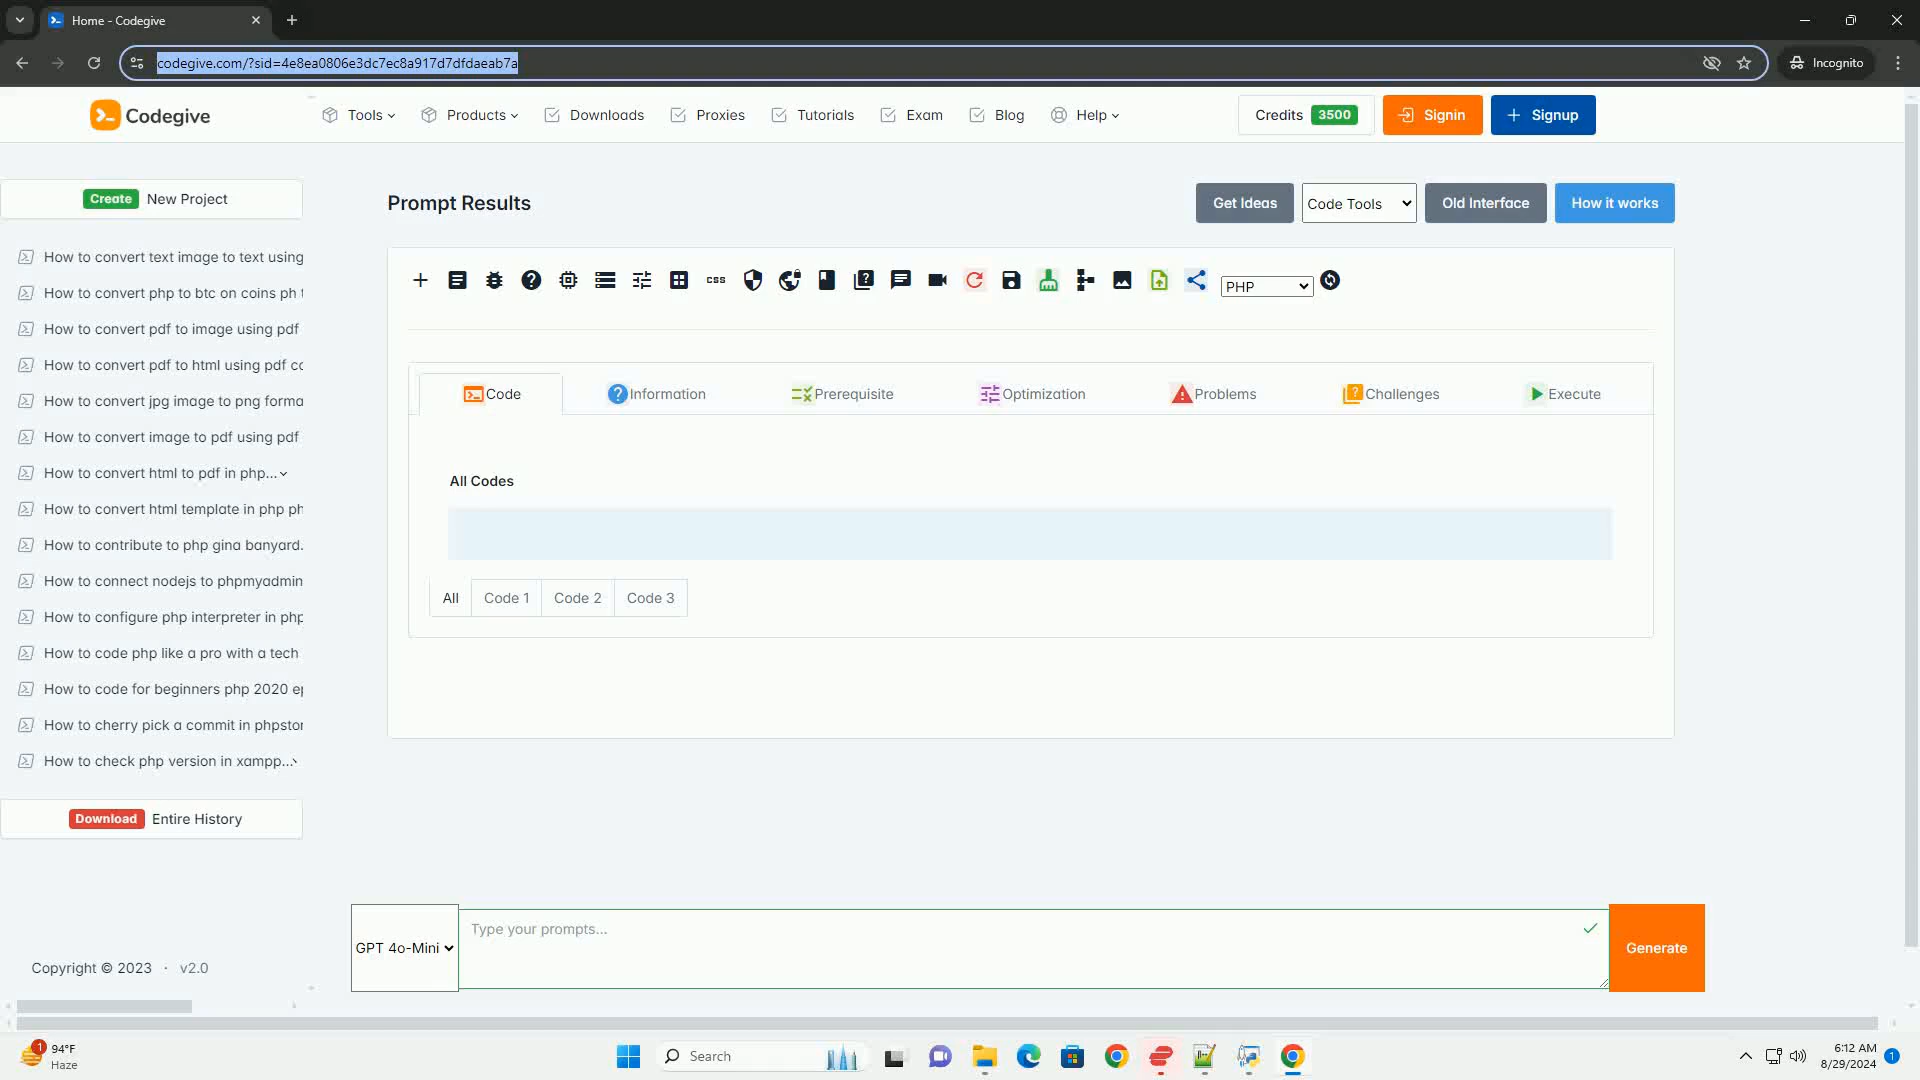 Home - Codegive
codegive.com/?sid=4e8ea0806e3dc7ec8a917d7dfdaeab7a
Incognito
Codegive
Tools
Products
Downloads
Proxies
Tutorials
Exam
Blog
Help
Credits 3500
Signin
Signup
Create New Project
How to convert text image to text using
How to convert php to btc on coins ph t
How to convert pdf to image using pdf
How to convert pdf to html using pdf co
How to convert jpg image to png forma
How to convert image to pdf using pdf
How to convert html to pdf in php...
How to convert html template in php ph
How to contribute to php gina banyard.
How to connect nodejs to phpmyadmin
How to configure php interpreter in php
How to code php like a pro with a tech
How to code for beginners php 2020 ep
How to cherry pick a commit in phpstor
How to check php version in xampp...
Download Entire History
Copyright © 2023 · v2.0
Prompt Results
Get Ideas
Code Tools
Old Interface
How it works
css
PHP
Code
Information
Prerequisite
Optimization
Problems
Challenges
Execute
All Codes
All
Code 1
Code 2
Code 3
GPT 4o-Mini
Type your prompts...
Generate
1
94°F
Haze
Search
6:12 AM
8/29/2024
1